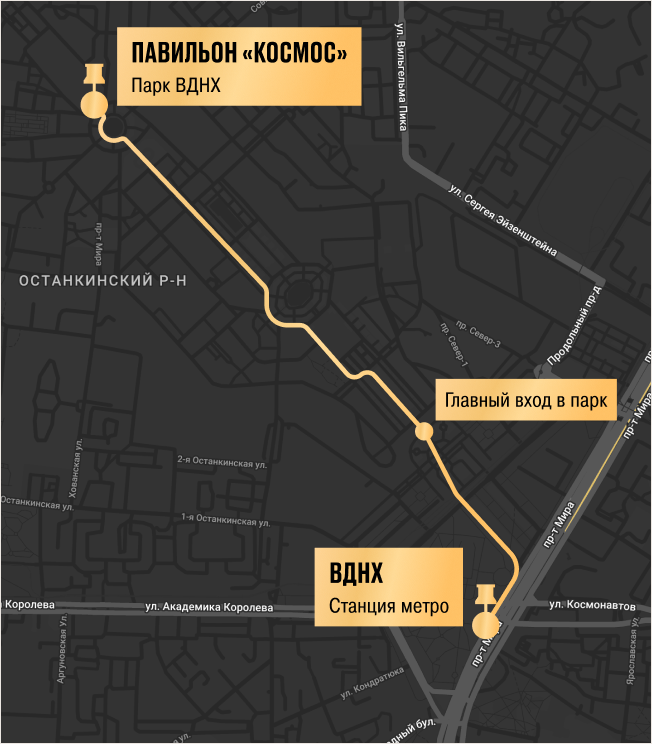 Сов
ПАВИЛЬОН «КОСМОС»
Парк ВДНХ
ул. Вильгельма Пика
ул. Сергея Эйзенштейна
пр-т Мира
ОСТАНКИНСКИЙ Р-Н
Продольный пр-д
пр. Север-3
пр. Север-1
пр-
Главный вход в парк
пр-т Мира
2-я Останкинская ул.
Хованская ул.
Останкинская ул.
1-я Останкинская ул.
пр-т Мира
ВДНХ
Станция метро
а Королева
ул. Академика Королева
ул. Космонавтов
пр-т Мира
Аргуновская Ул.
Ярославская ул.
ул. Кондратюка
одный бул.
ул.